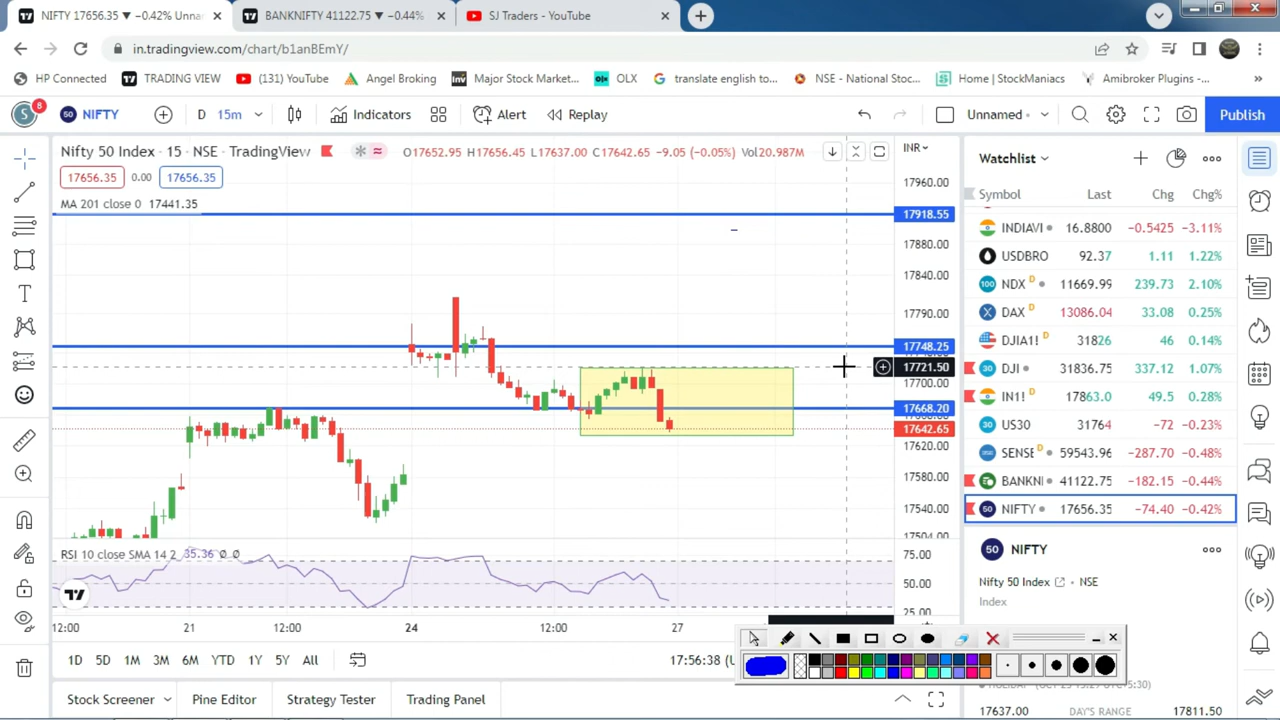 NIFTY 17656.35 ▼ −0.42% Unnar
BANKNIFTY 41122.75 ▼ −0.44%
SJ Traders - YouTube
in.tradingview.com/chart/b1anBEmY/
HP Connected
TRADING VIEW
(131) YouTube
Angel Broking
Major Stock Market...
OLX
translate english to...
NSE - National Stoc...
Home | StockManiacs
Amibroker Plugins -...
»
S 8
50 NIFTY
D 15m
Indicators
Alert
Replay
Unnamed
Publish
Nifty 50 Index • 15 • NSE • TradingView
O17652.95 H17656.45 L17637.00 C17642.65 −9.05 (−0.05%) Vol20.987M
INR
17656.35 0.00 17656.35
MA 201 close 0 17441.35
17960.00
17918.55
17880.00
17840.00
17790.00
17748.25
17721.50
17700.00
17668.20
17642.65
17620.00
17580.00
17540.00
17504.00
RSI 10 close SMA 14 2 35.36 Ø Ø
75.00
50.00
25.00
12:00 21 12:00 24 12:00 27
1D 5D 1M 3M 6M YTD All
17:56:38 (U
Stock Screener
Pine Editor
Strategy Tester
Trading Panel
Watchlist
Symbol Last Chg Chg%
INDIAVI 16.8800 −0.5425 −3.11%
USDBRO 92.37 1.11 1.22%
100 NDX D 11669.99 239.73 2.10%
DAX D 13086.04 33.08 0.25%
DJIA1! D 31826 46 0.14%
30 DJI 31836.75 337.12 1.07%
IN1! D 17863.0 49.5 0.28%
30 US30 31764 −72 −0.23%
SENSE D 59543.96 −287.70 −0.48%
BANKNI 41122.75 −182.15 −0.44%
50 NIFTY 17656.35 −74.40 −0.42%
50 NIFTY
Nifty 50 Index • NSE
Index
17637.00 DAY'S RANGE 17811.50